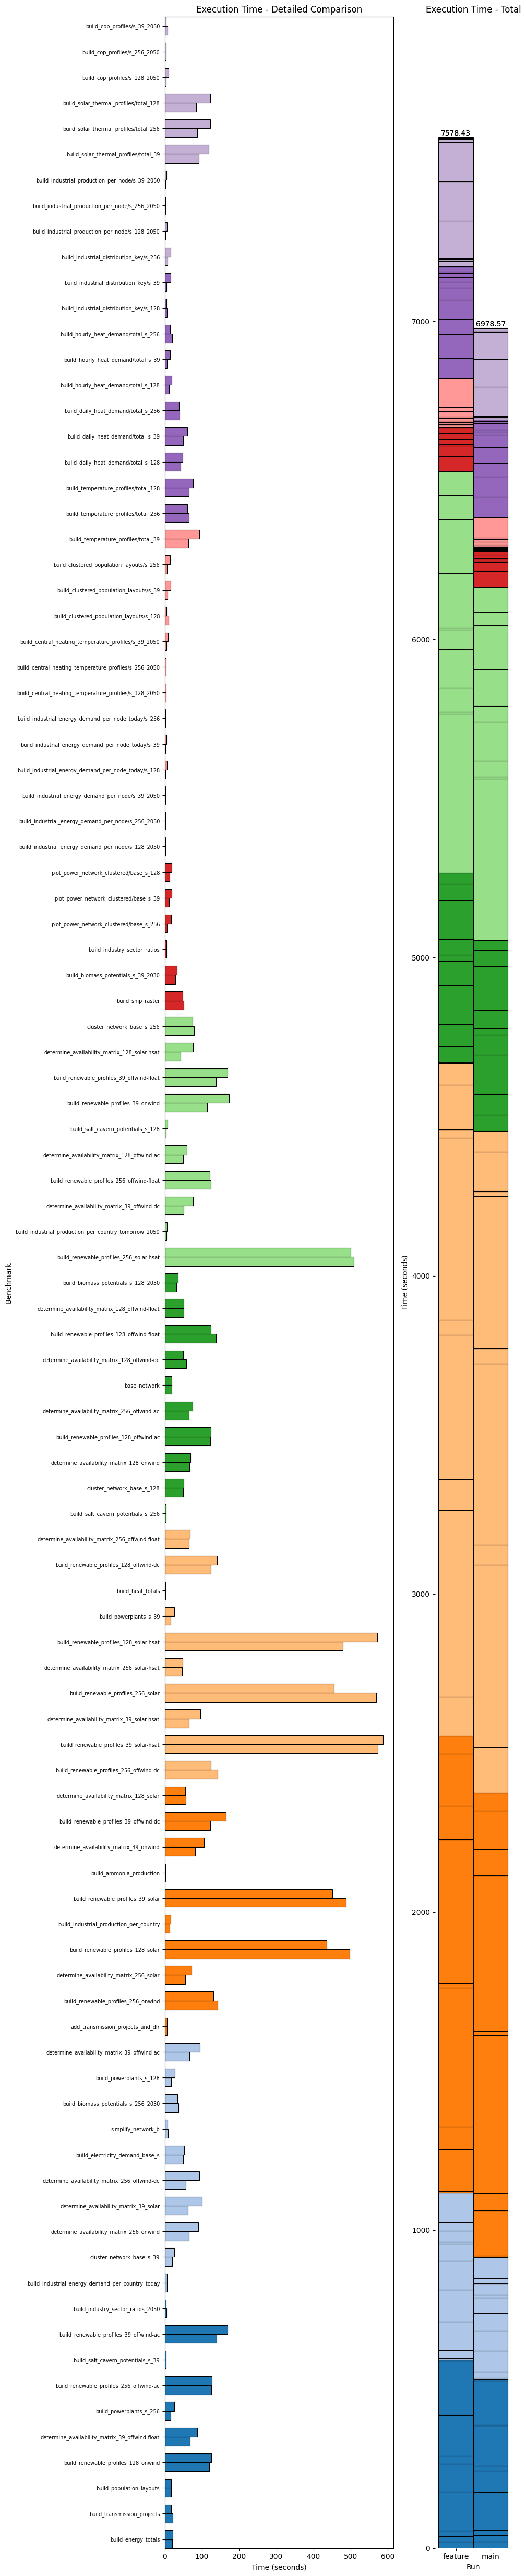 Execution Time - Detailed Comparison
Execution Time - Total
build_cop_profiles/s_39_2050
build_cop_profiles/s_256_2050
build_cop_profiles/s_128_2050
build_solar_thermal_profiles/total_128
build_solar_thermal_profiles/total_256
build_solar_thermal_profiles/total_39
build_industrial_production_per_node/s_39_2050
build_industrial_production_per_node/s_256_2050
build_industrial_production_per_node/s_128_2050
build_industrial_distribution_key/s_256
build_industrial_distribution_key/s_39
build_industrial_distribution_key/s_128
build_hourly_heat_demand/total_s_256
build_hourly_heat_demand/total_s_39
build_hourly_heat_demand/total_s_128
build_daily_heat_demand/total_s_256
build_daily_heat_demand/total_s_39
build_daily_heat_demand/total_s_128
build_temperature_profiles/total_128
build_temperature_profiles/total_256
build_temperature_profiles/total_39
build_clustered_population_layouts/s_256
build_clustered_population_layouts/s_39
build_clustered_population_layouts/s_128
build_central_heating_temperature_profiles/s_39_2050
build_central_heating_temperature_profiles/s_256_2050
build_central_heating_temperature_profiles/s_128_2050
build_industrial_energy_demand_per_node_today/s_256
build_industrial_energy_demand_per_node_today/s_39
build_industrial_energy_demand_per_node_today/s_128
build_industrial_energy_demand_per_node/s_39_2050
build_industrial_energy_demand_per_node/s_256_2050
build_industrial_energy_demand_per_node/s_128_2050
plot_power_network_clustered/base_s_128
plot_power_network_clustered/base_s_39
plot_power_network_clustered/base_s_256
build_industry_sector_ratios
build_biomass_potentials_s_39_2030
build_ship_raster
cluster_network_base_s_256
determine_availability_matrix_128_solar-hsat
build_renewable_profiles_39_offwind-float
build_renewable_profiles_39_onwind
build_salt_cavern_potentials_s_128
determine_availability_matrix_128_offwind-ac
build_renewable_profiles_256_offwind-float
determine_availability_matrix_39_offwind-dc
build_industrial_production_per_country_tomorrow_2050
build_renewable_profiles_256_solar-hsat
build_biomass_potentials_s_128_2030
determine_availability_matrix_128_offwind-float
build_renewable_profiles_128_offwind-float
determine_availability_matrix_128_offwind-dc
base_network
determine_availability_matrix_256_offwind-ac
build_renewable_profiles_128_offwind-ac
determine_availability_matrix_128_onwind
cluster_network_base_s_128
build_salt_cavern_potentials_s_256
determine_availability_matrix_256_offwind-float
build_renewable_profiles_128_offwind-dc
build_heat_totals
build_powerplants_s_39
build_renewable_profiles_128_solar-hsat
determine_availability_matrix_256_solar-hsat
build_renewable_profiles_256_solar
determine_availability_matrix_39_solar-hsat
build_renewable_profiles_39_solar-hsat
build_renewable_profiles_256_offwind-dc
determine_availability_matrix_128_solar
build_renewable_profiles_39_offwind-dc
determine_availability_matrix_39_onwind
build_ammonia_production
build_renewable_profiles_39_solar
build_industrial_production_per_country
build_renewable_profiles_128_solar
determine_availability_matrix_256_solar
build_renewable_profiles_256_onwind
add_transmission_projects_and_dlr
determine_availability_matrix_39_offwind-ac
build_powerplants_s_128
build_biomass_potentials_s_256_2030
simplify_network_b
build_electricity_demand_base_s
determine_availability_matrix_256_offwind-dc
determine_availability_matrix_39_solar
determine_availability_matrix_256_onwind
cluster_network_base_s_39
build_industrial_energy_demand_per_country_today
build_industry_sector_ratios_2050
build_renewable_profiles_39_offwind-ac
build_salt_cavern_potentials_s_39
build_renewable_profiles_256_offwind-ac
build_powerplants_s_256
determine_availability_matrix_39_offwind-float
build_renewable_profiles_128_onwind
build_population_layouts
build_transmission_projects
build_energy_totals
Benchmark
0 100 200 300 400 500 600
Time (seconds)
7578.43
6978.57
7000
6000
5000
4000
3000
2000
1000
0
Time (seconds)
feature main
Run